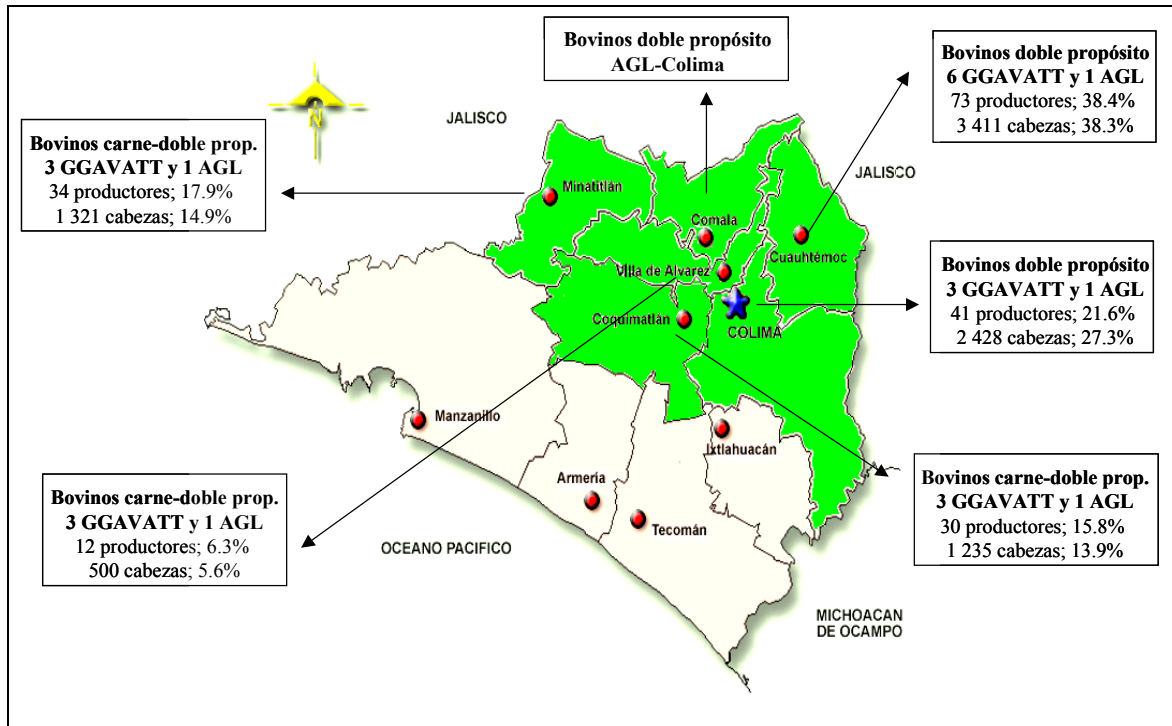 Bovinos doble propósito
AGL-Colima
Bovinos doble propósito
6 GGAVATT y 1 AGL
73 productores; 38.4%
3 411 cabezas; 38.3%
N
JALISCO
Bovinos carne-doble prop.
3 GGAVATT y 1 AGL
34 productores; 17.9%
1 321 cabezas; 14.9%
JALISCO
Minatitlán
Comala
Cuauhtémoc
Villa de Alvarez
Bovinos doble propósito
3 GGAVATT y 1 AGL
41 productores; 21.6%
2 428 cabezas; 27.3%
Coquimatlán
COLIMA
Manzanillo
Ixtlahuacán
Armería
Tecomán
Bovinos carne-doble prop.
3 GGAVATT y 1 AGL
30 productores; 15.8%
1 235 cabezas; 13.9%
Bovinos carne-doble prop.
3 GGAVATT y 1 AGL
12 productores; 6.3%
500 cabezas; 5.6%
OCEANO PACIFICO
MICHOACAN
DE OCAMPO